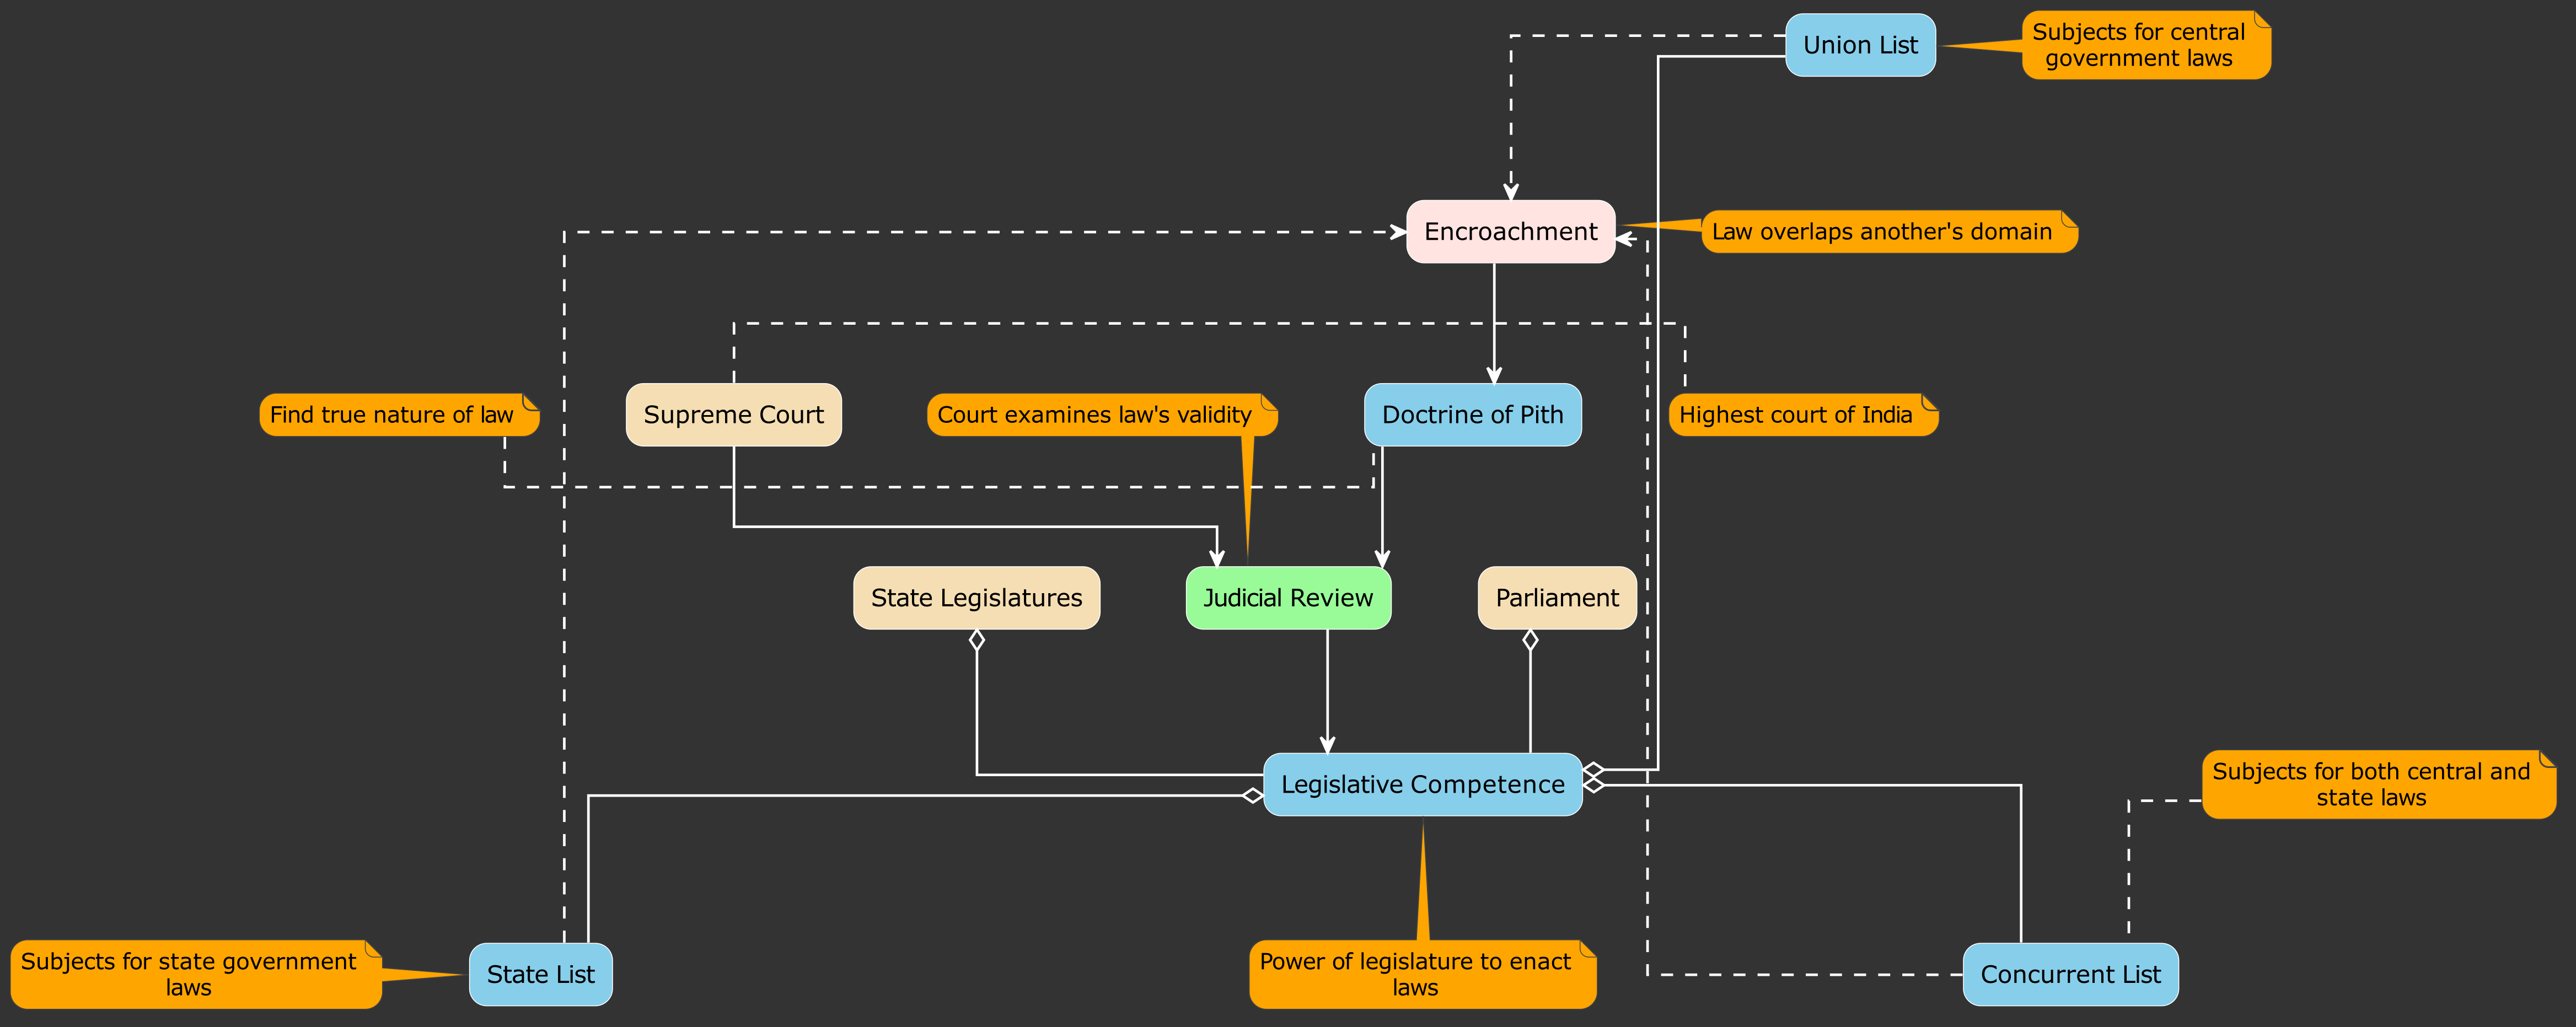 Union List
Subjects for central
government laws
Encroachment
Law overlaps another's domain
Find true nature of law
Supreme Court
Court examines law's validity
Doctrine of Pith
Highest court of India
State Legislatures
Judicial Review
Parliament
Legislative Competence
Subjects for both central and
state laws
Subjects for state government
laws
State List
Power of legislature to enact
laws
Concurrent List